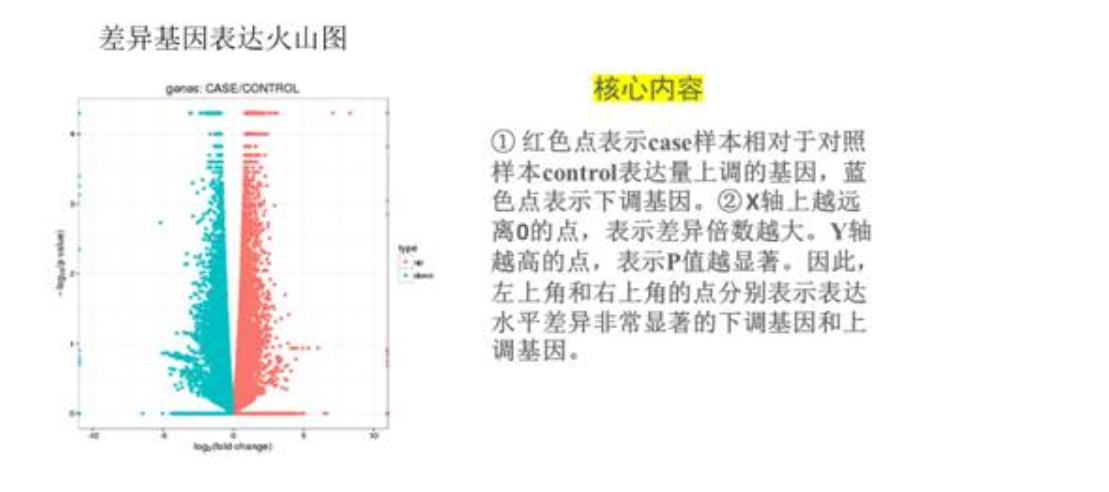 差异基因表达火山图
genes: CASE/CONTROL
核心内容
① 红色点表示case样本相对于对照
样本control表达量上调的基因，蓝
色点表示下调基因。②X轴上越远
离0的点，表示差异倍数越大。Y轴
越高的点，表示P值越显著。因此，
左上角和右上角的点分别表示表达
水平差异非常显著的下调基因和上
调基因。
4
3
2
1
0
-log₁₀(p value)
type
up
down
-10 -5 0 5 10
log₂(fold change)